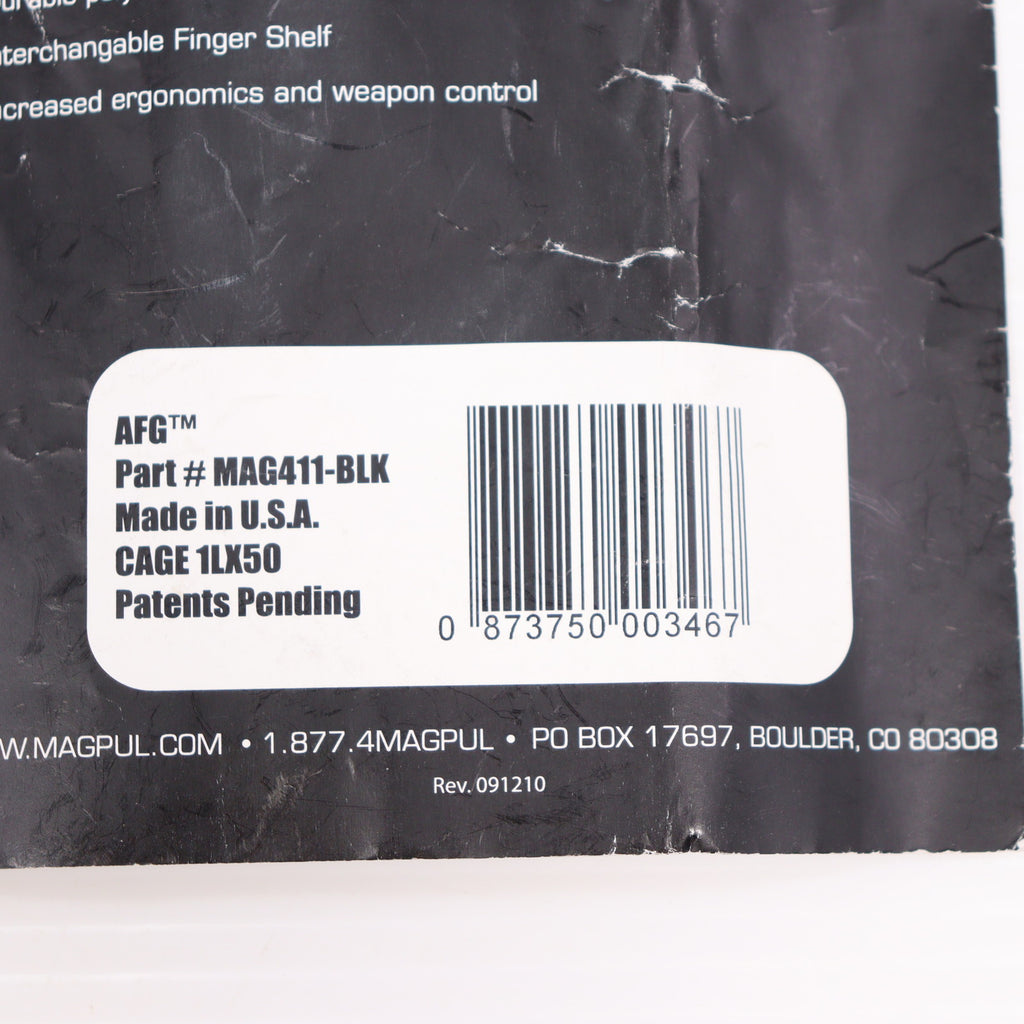 nterchangable Finger Shelf
ncreased ergonomics and weapon control
AFG™
Part # MAG411-BLK
Made in U.S.A.
CAGE 1LX50
Patents Pending
0 873750 003467
W.MAGPUL.COM • 1.877.4MAGPUL • PO BOX 17697, BOULDER, CO 80308
Rev. 091210